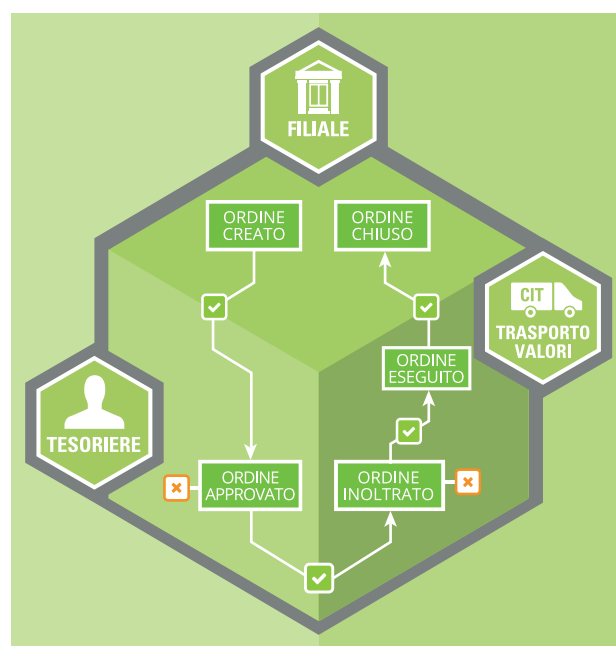 FILIALE
ORDINE
CREATO
ORDINE
CHIUSO
CIT
TRASPORTO
VALORI
ORDINE
ESEGUITO
TESORIERE
ORDINE
APPROVATO
ORDINE
INOLTRATO